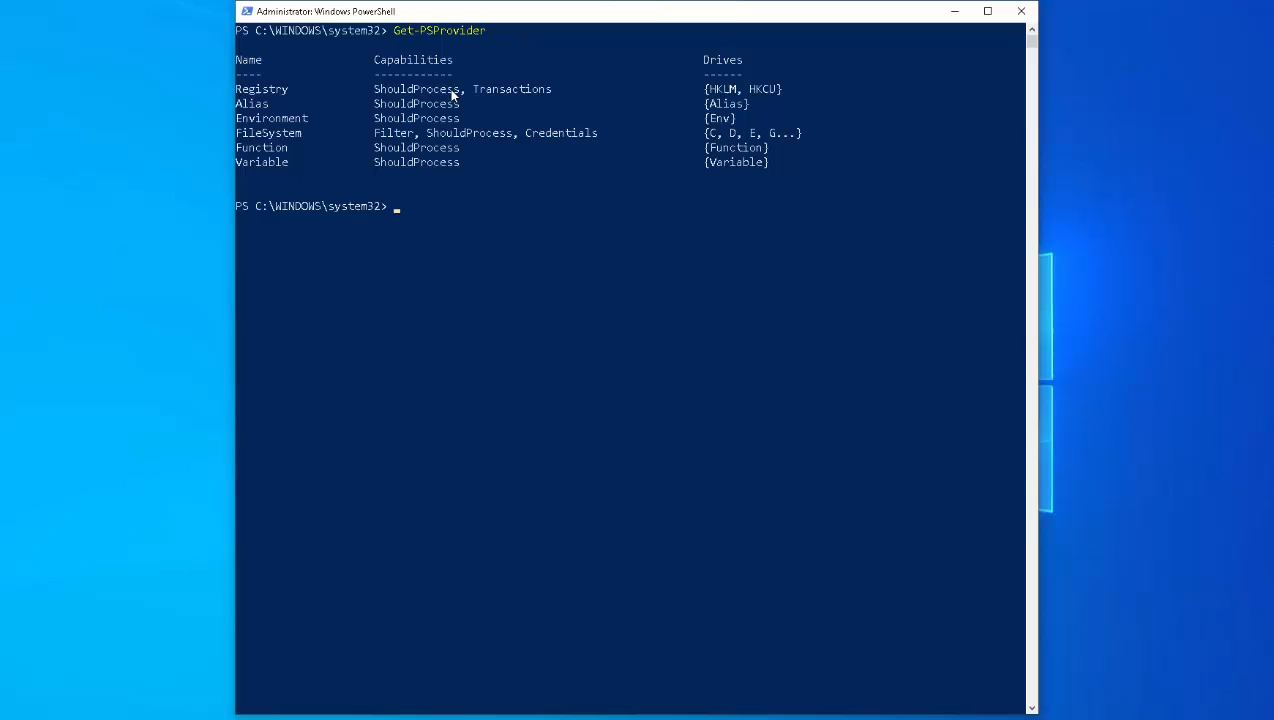 Administrator: Windows PowerShell
PS C:\WINDOWS\system32> Get-PSProvider
Name Capabilities Drives
---- ------------ ------
Registry ShouldProcess, Transactions {HKLM, HKCU}
Alias ShouldProcess {Alias}
Environment ShouldProcess {Env}
FileSystem Filter, ShouldProcess, Credentials {C, D, E, G...}
Function ShouldProcess {Function}
Variable ShouldProcess {Variable}
PS C:\WINDOWS\system32> _